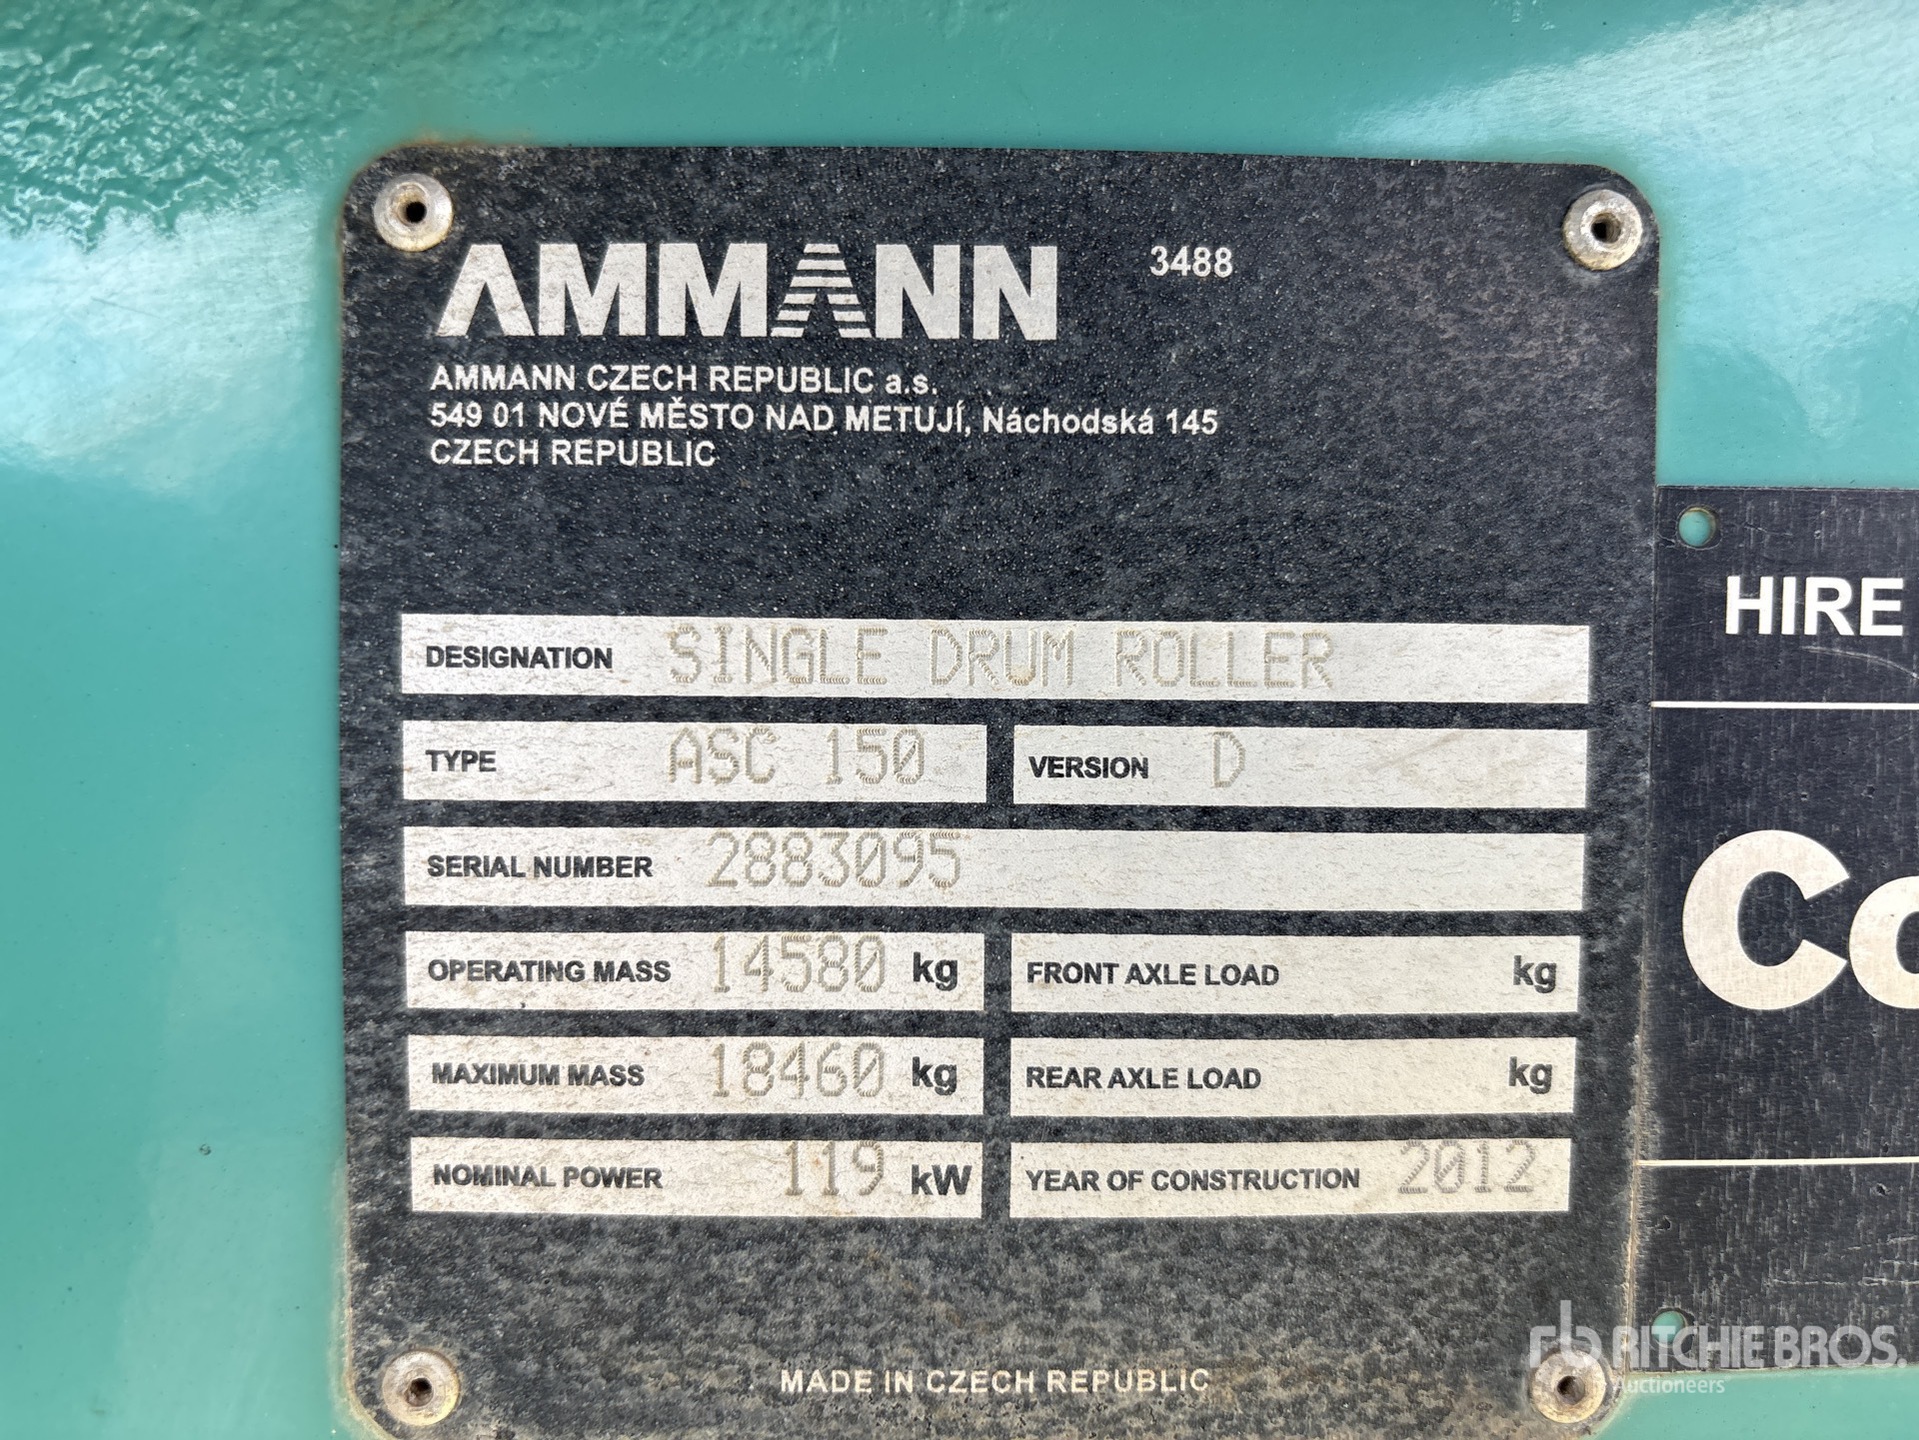 AMMANN
3488
AMMANN CZECH REPUBLIC a.s.
549 01 NOVÉ MĚSTO NAD METUJÍ, Náchodská 145
CZECH REPUBLIC
DESIGNATION SINGLE DRUM ROLLER
TYPE ASC 150
VERSION D
SERIAL NUMBER 2883095
OPERATING MASS 14580 kg
FRONT AXLE LOAD kg
MAXIMUM MASS 18460 kg
REAR AXLE LOAD kg
NOMINAL POWER 119 kW
YEAR OF CONSTRUCTION 2012
MADE IN CZECH REPUBLIC
HIRE
Co
rb RITCHIE BROS.
Auctioneers